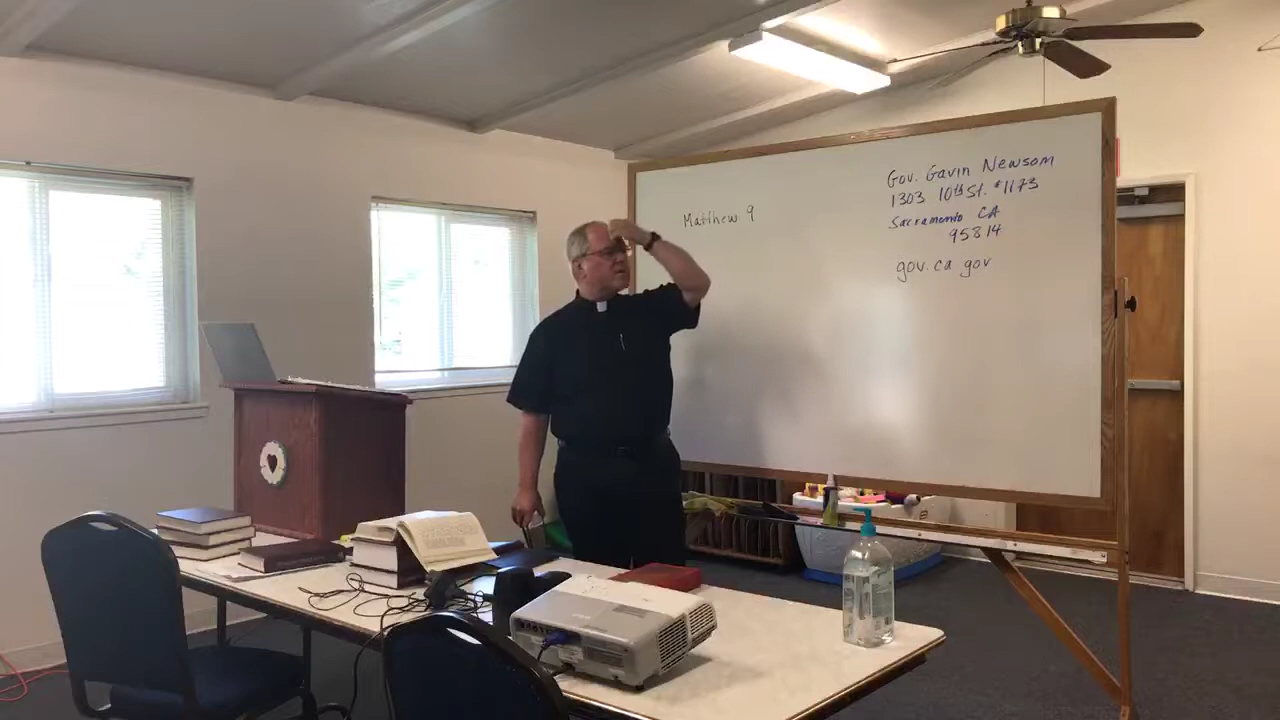 Matthew 9
Gov. Gavin Newsom
1303 10th St. #1173
Sacramento CA
95814
gov.ca gov